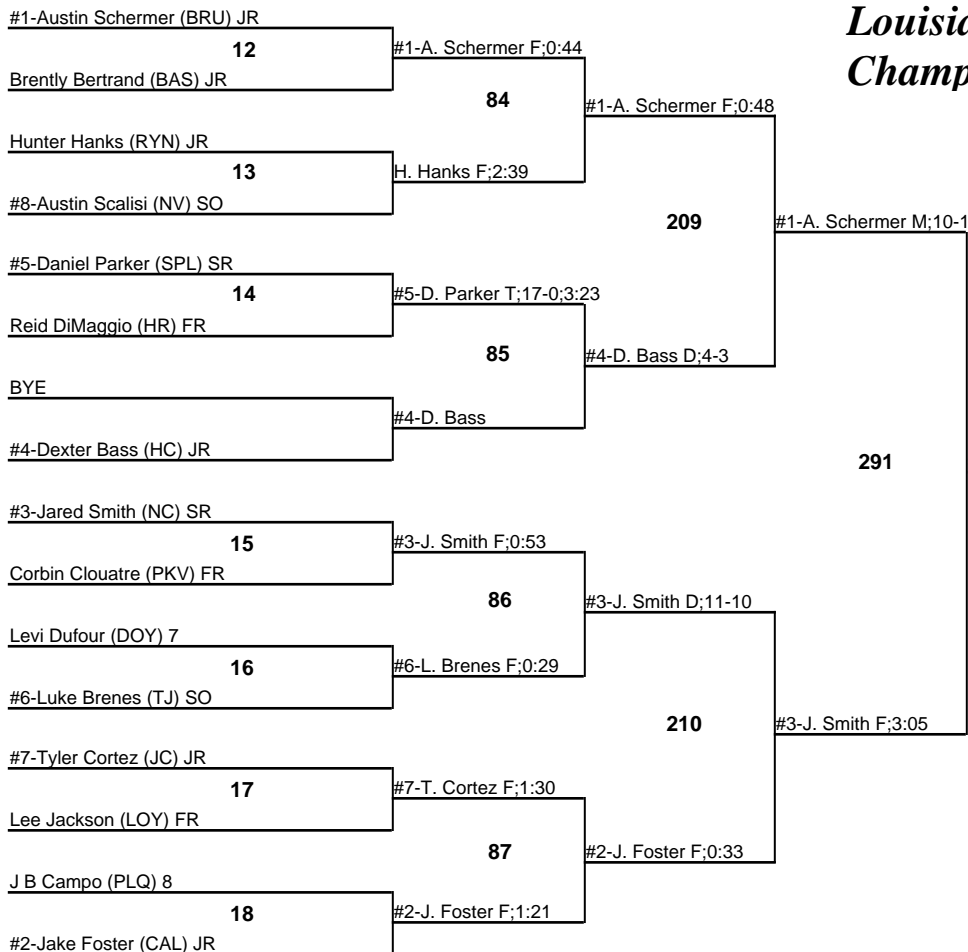 Louisia
Champ
#1-Austin Schermer (BRU) JR
12
Brently Bertrand (BAS) JR
#1-A. Schermer F;0:44
84
Hunter Hanks (RYN) JR
13
#8-Austin Scalisi (NV) SO
H. Hanks F;2:39
#1-A. Schermer F;0:48
209
#5-Daniel Parker (SPL) SR
14
Reid DiMaggio (HR) FR
#5-D. Parker T;17-0;3:23
85
BYE
#4-Dexter Bass (HC) JR
#4-D. Bass
#4-D. Bass D;4-3
#1-A. Schermer M;10-1
291
#3-Jared Smith (NC) SR
15
Corbin Clouatre (PKV) FR
#3-J. Smith F;0:53
86
Levi Dufour (DOY) 7
16
#6-Luke Brenes (TJ) SO
#6-L. Brenes F;0:29
#3-J. Smith D;11-10
210
#7-Tyler Cortez (JC) JR
17
Lee Jackson (LOY) FR
#7-T. Cortez F;1:30
87
J B Campo (PLQ) 8
18
#2-Jake Foster (CAL) JR
#2-J. Foster F;1:21
#2-J. Foster F;0:33
#3-J. Smith F;3:05